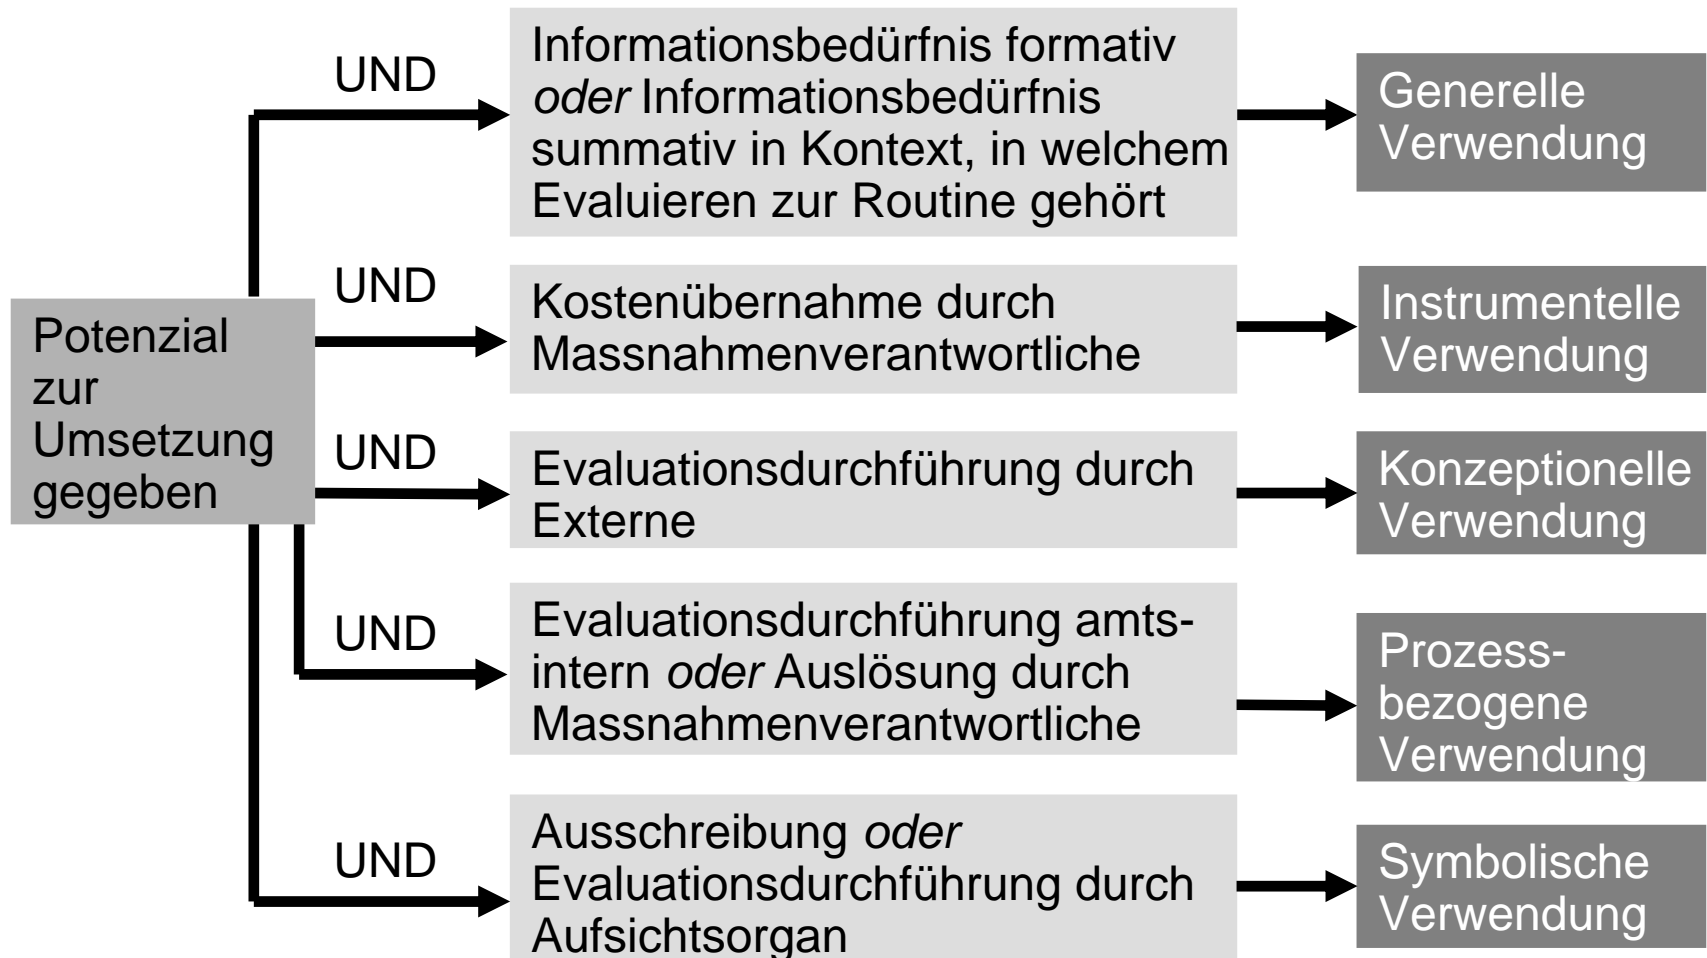 Potenzial
zur
Umsetzung
gegeben
UND
Informationsbedürfnis formativ
oder Informationsbedürfnis
summativ in Kontext, in welchem
Evaluieren zur Routine gehört
Generelle
Verwendung
UND
Kostenübernahme durch
Massnahmenverantwortliche
Instrumentelle
Verwendung
UND
Evaluationsdurchführung durch
Externe
Konzeptionelle
Verwendung
UND
Evaluationsdurchführung amts-
intern oder Auslösung durch
Massnahmenverantwortliche
Prozess-
bezogene
Verwendung
UND
Ausschreibung oder
Evaluationsdurchführung durch
Aufsichtsorgan
Symbolische
Verwendung